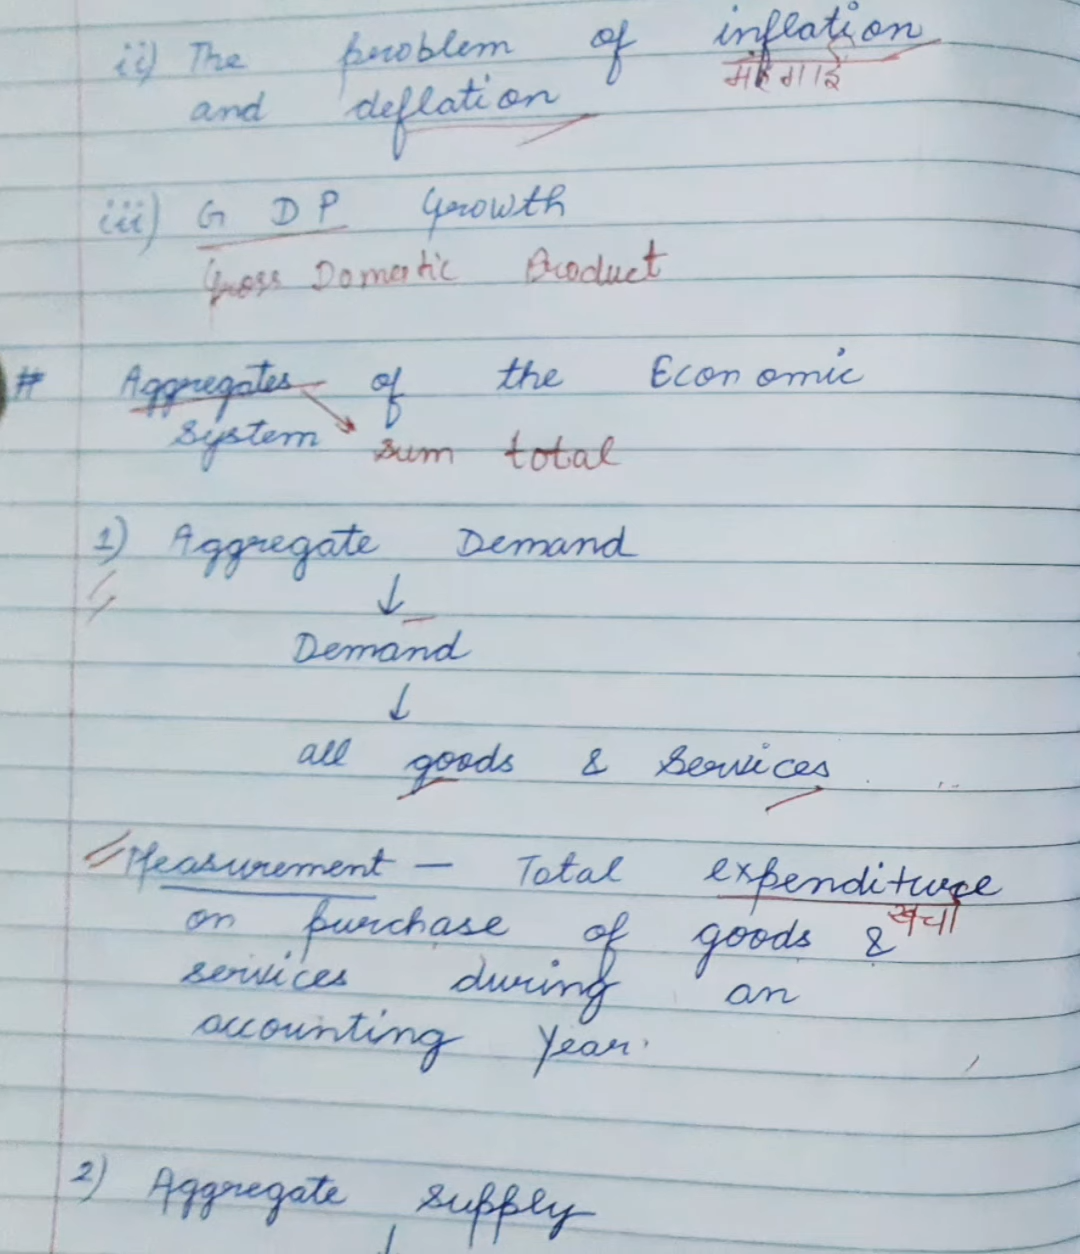 ii) The problem of inflation
महंगाई
and deflation
iii) G D P Growth
Gross Domestic Product
# Aggregates of the Economic
System sum total
1) Aggregate Demand
↓
Demand
↓
all goods & Services
Measurement - Total expenditure
on purchase of goods & खर्चा
services during an
accounting Year.
2) Aggregate supply
↓